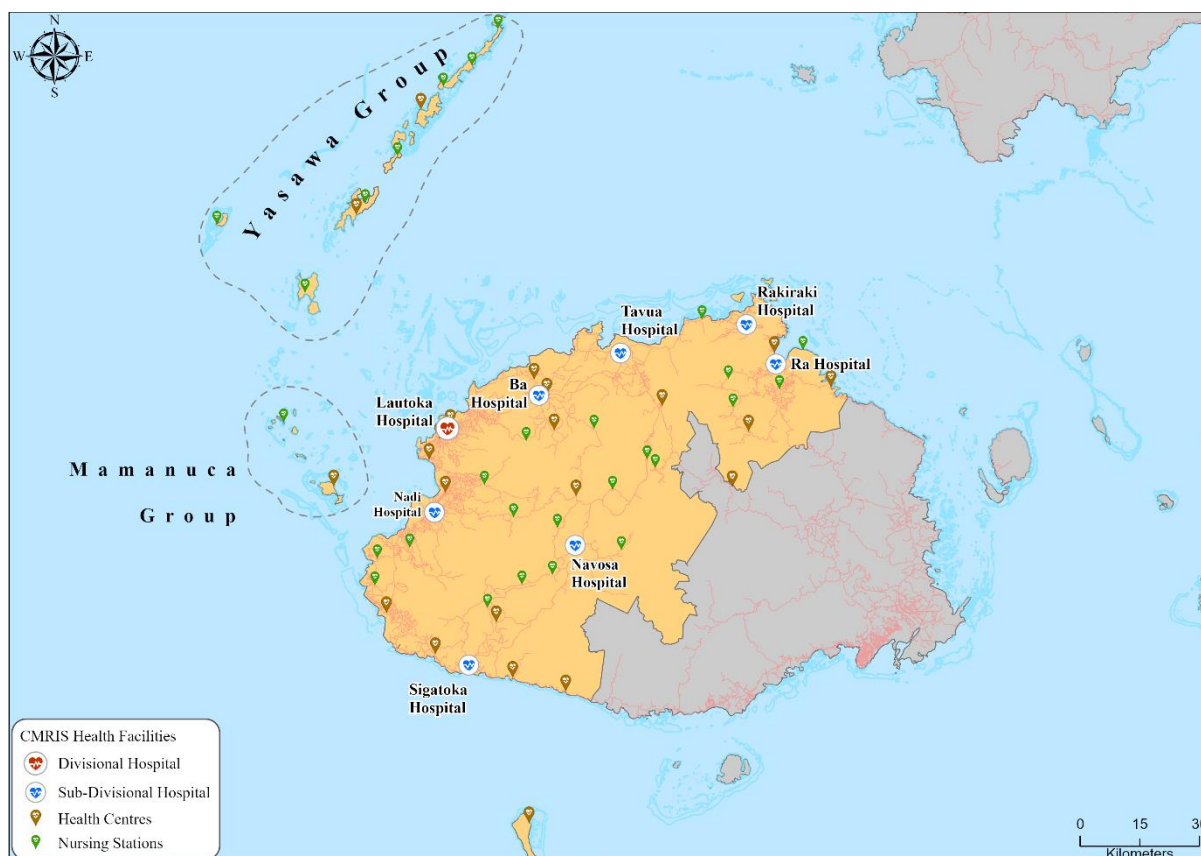 N
W E
S
Yasawa Group
Rakiraki
Hospital
Tavua
Hospital
Ra Hospital
Ba
Hospital
Lautoka
Hospital
Mamanuca
Group
Nadi
Hospital
Navosa
Hospital
Sigatoka
Hospital
CMRIS Health Facilities
Divisional Hospital
Sub-Divisional Hospital
Health Centres
Nursing Stations
0 15 30
Kilometers